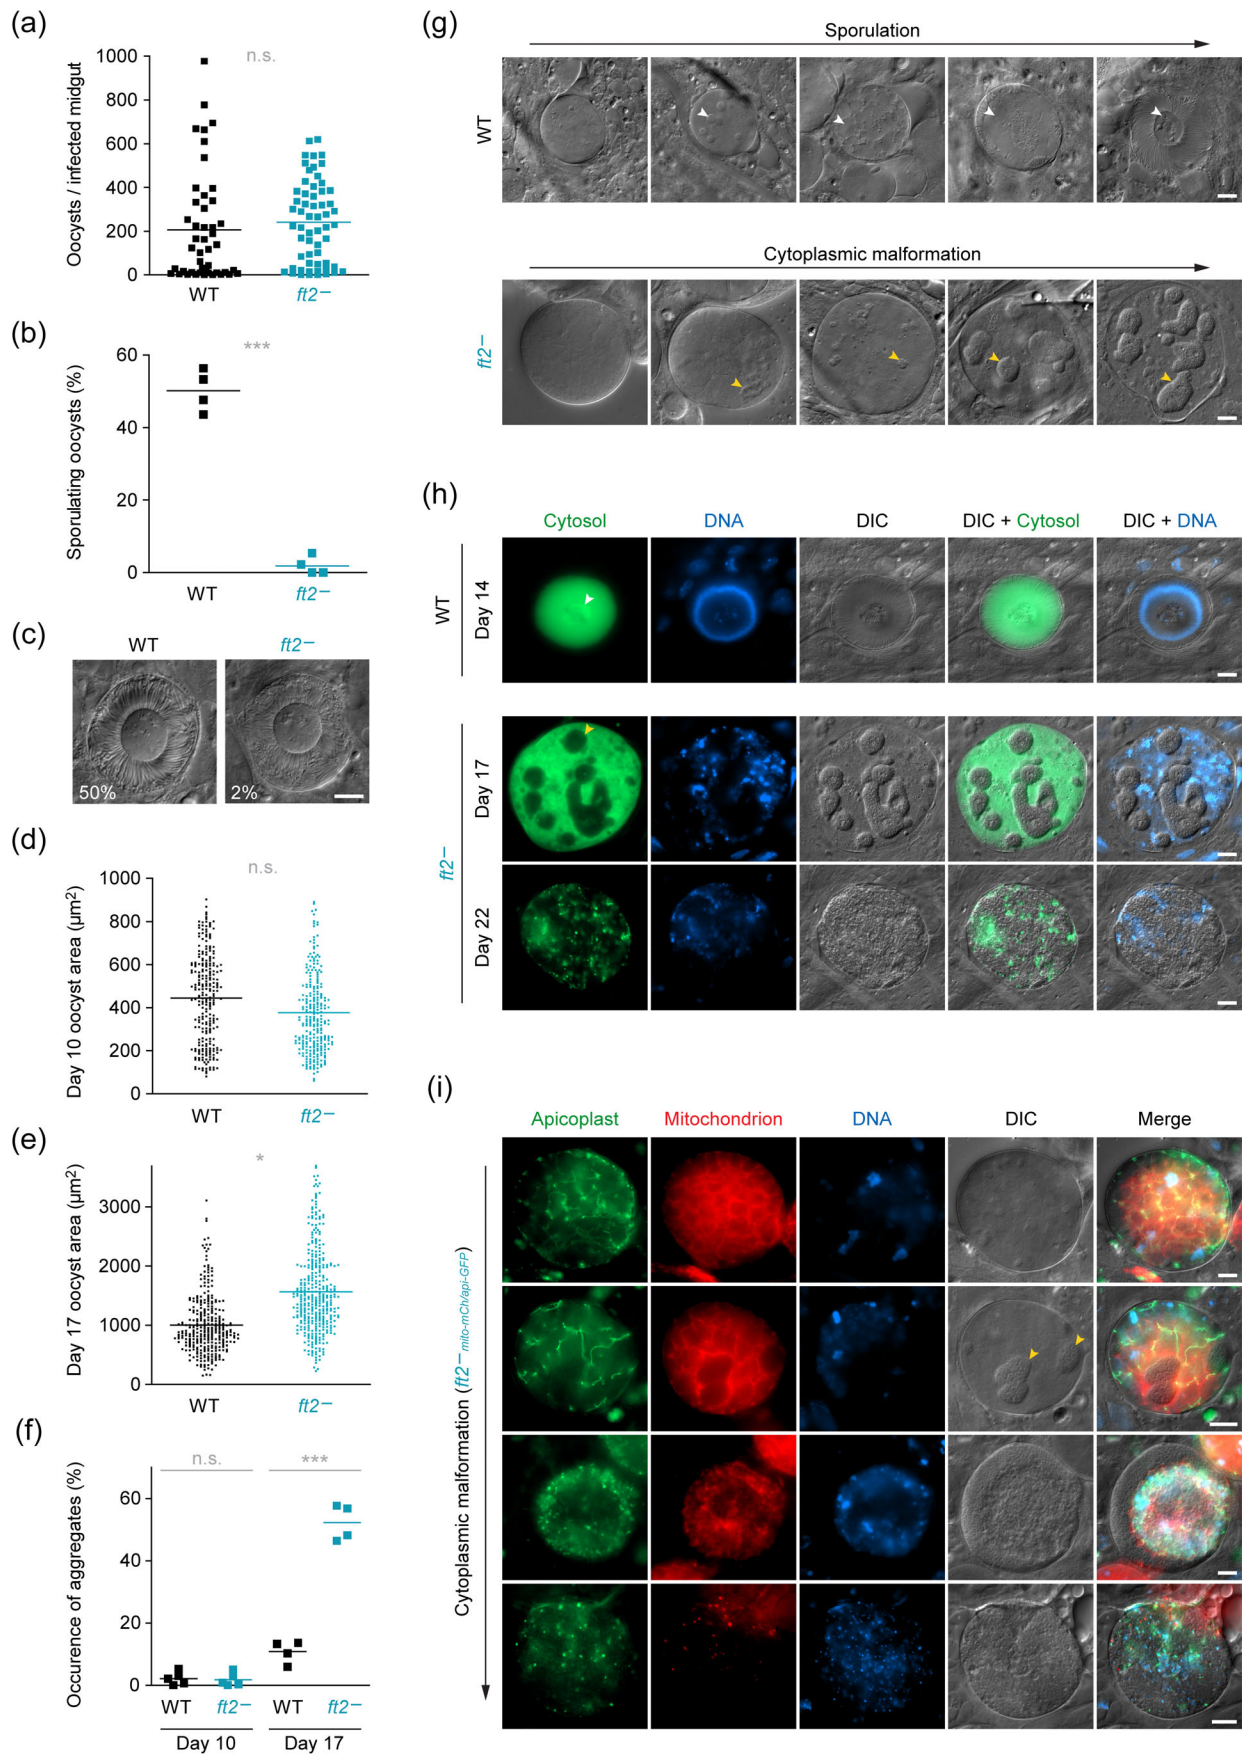 (a)
n.s.
Oocysts / infected midgut
1000
800
600
400
200
0
WT
ft2–
(b)
***
Sporulating oocysts (%)
60
40
20
0
WT
ft2–
(c)
WT
ft2–
50%
2%
(d)
n.s.
Day 10 oocyst area (µm²)
1000
800
600
400
200
0
WT
ft2–
(e)
*
Day 17 oocyst area (µm²)
3000
2000
1000
0
WT
ft2–
(f)
n.s.
***
Occurence of aggregates (%)
60
40
20
0
WT
ft2–
WT
ft2–
Day 10
Day 17
(g)
Sporulation
WT
Cytoplasmic malformation
ft2–
(h)
Cytosol
DNA
DIC
DIC + Cytosol
DIC + DNA
WT
Day 14
ft2–
Day 17
Day 22
(i)
Apicoplast
Mitochondrion
DNA
DIC
Merge
Cytoplasmic malformation (ft2– mito-mCh/api-GFP)